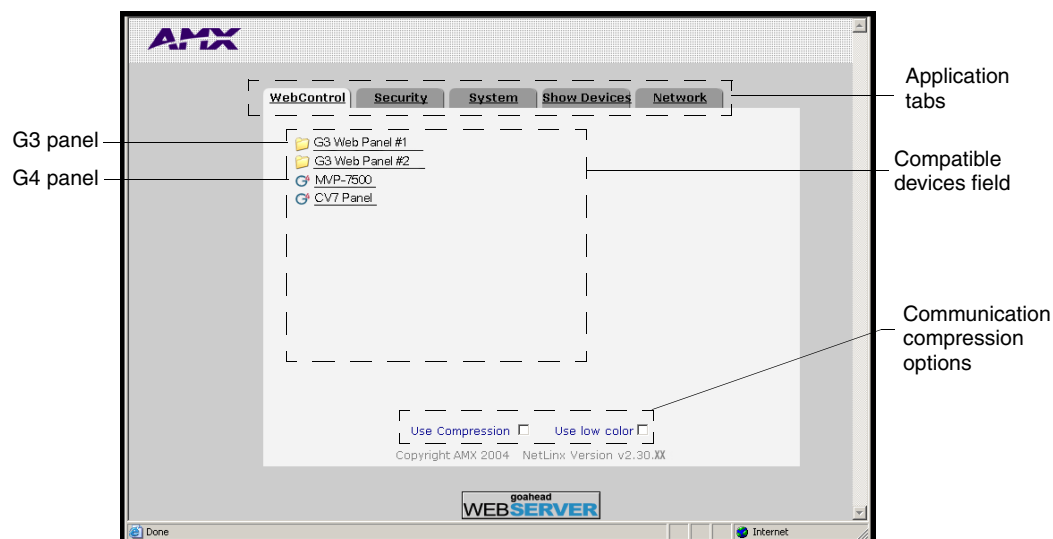 AMX
Application
tabs
WebControl Security System Show Devices Network
G3 panel
G3 Web Panel #1
G3 Web Panel #2
G4 panel
MVP-7500
CV7 Panel
Compatible
devices field
Communication
compression
options
Use Compression Use low color
Copyright AMX 2004 NetLinx Version v2.30.XX
goahead
WEBSERVER
Done Internet